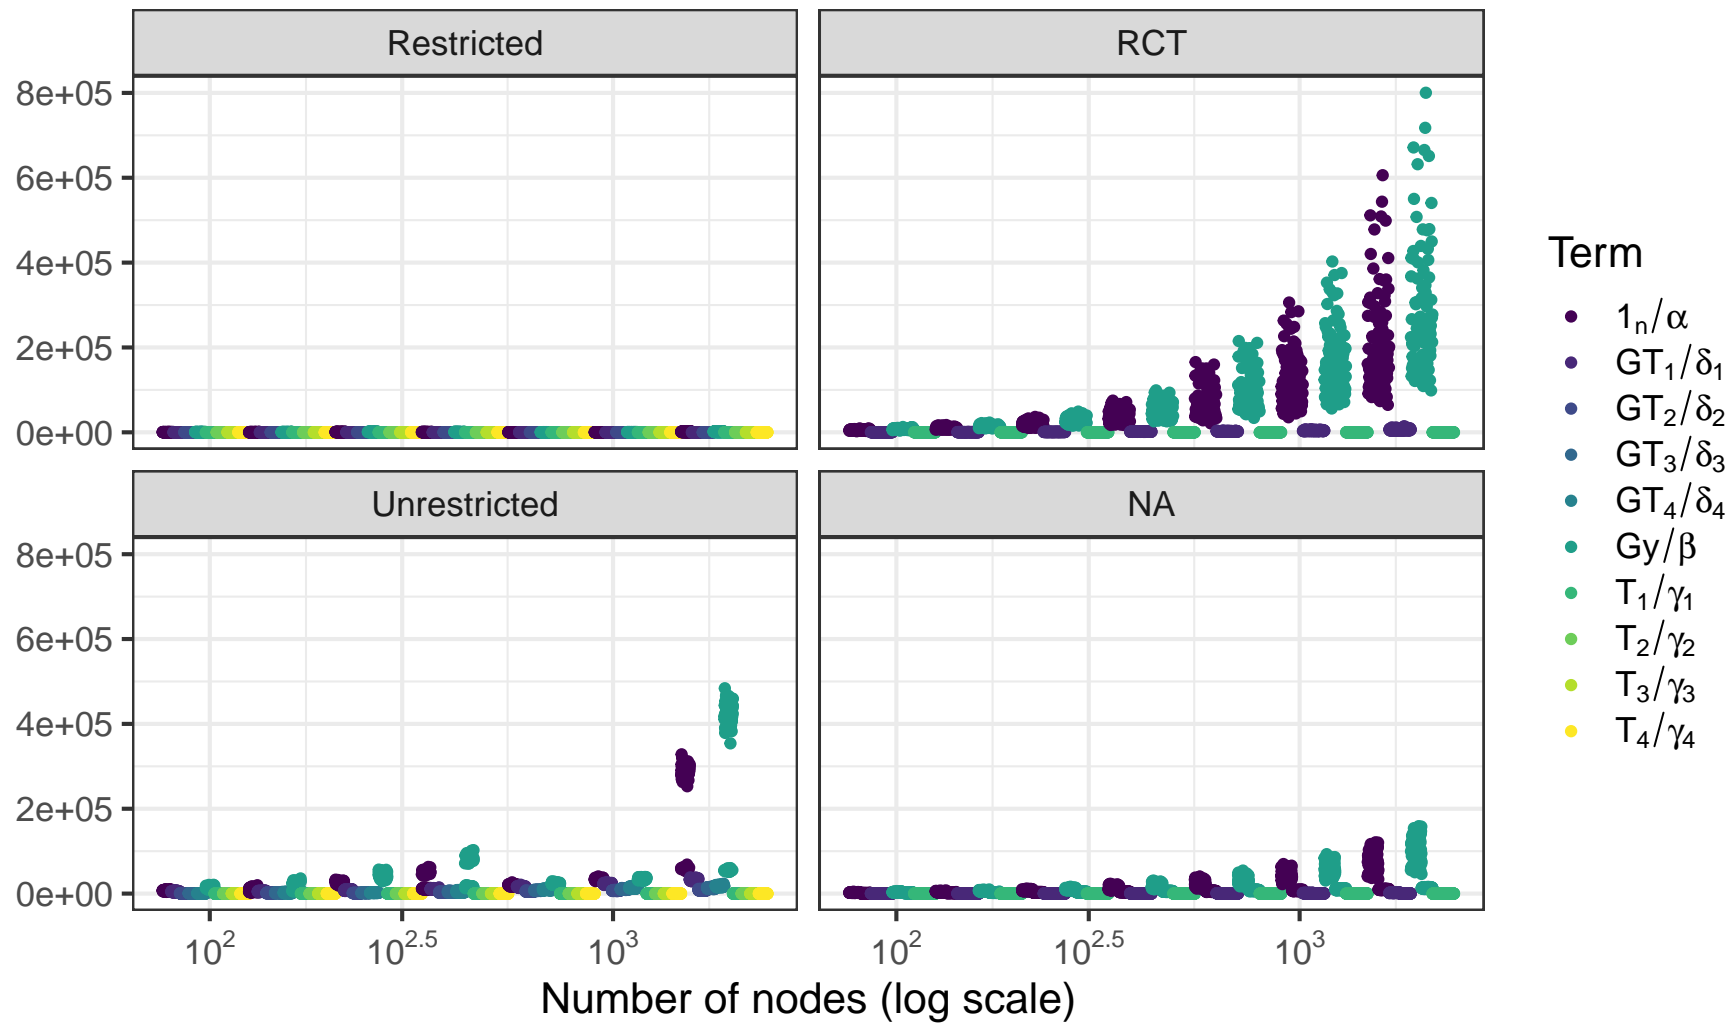 Restricted
RCT
8e+05
6e+05
4e+05
2e+05
0e+00
Unrestricted
NA
8e+05
6e+05
4e+05
2e+05
0e+00
10^2 10^2.5 10^3
10^2 10^2.5 10^3
Number of nodes (log scale)
Term
1ₙ/α
GT₁/δ₁
GT₂/δ₂
GT₃/δ₃
GT₄/δ₄
Gy/β
T₁/γ₁
T₂/γ₂
T₃/γ₃
T₄/γ₄